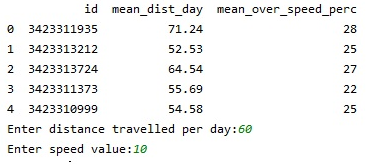 id mean_dist_day mean_over_speed_perc
0 3423311935 71.24 28
1 3423313212 52.53 25
2 3423313724 64.54 27
3 3423311373 55.69 22
4 3423310999 54.58 25
Enter distance travelled per day:60
Enter speed value:10